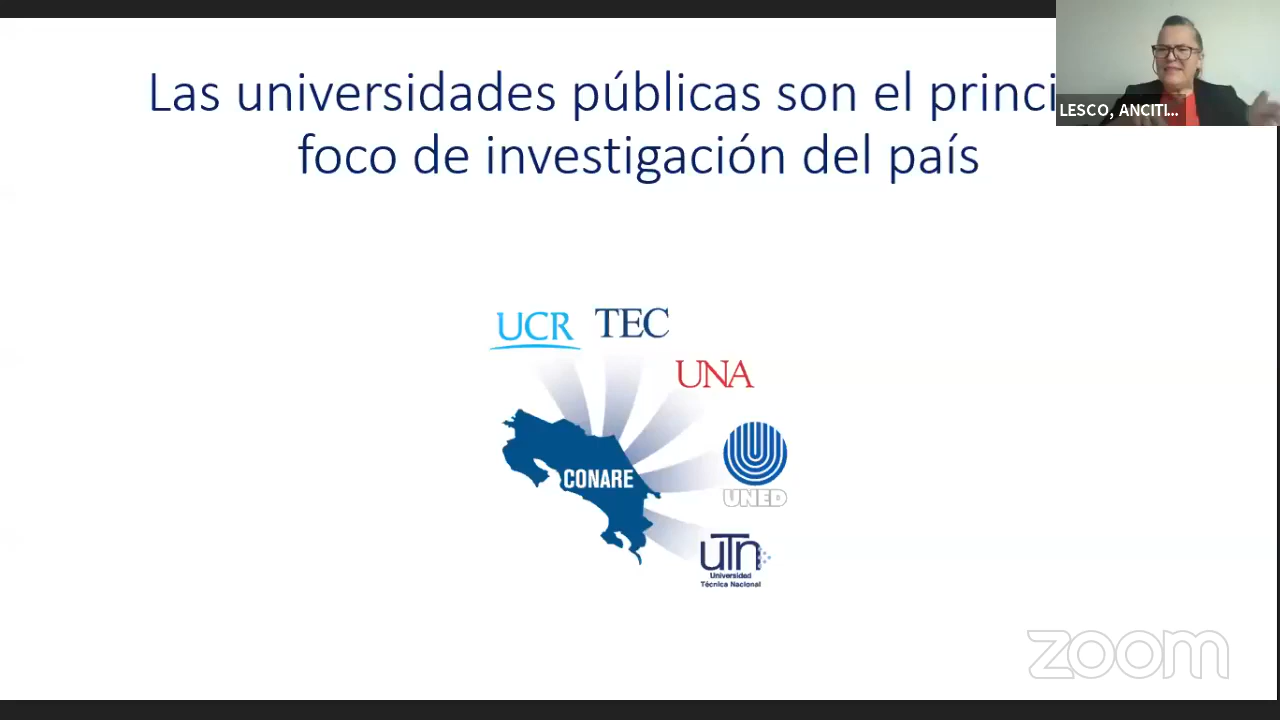 Las universidades públicas son el princi
foco de investigación del país
LESCO, ANCITI...
UCR TEC
UNA
CONARE
UNED
UTn
Universidad
Técnica Nacional
zoom